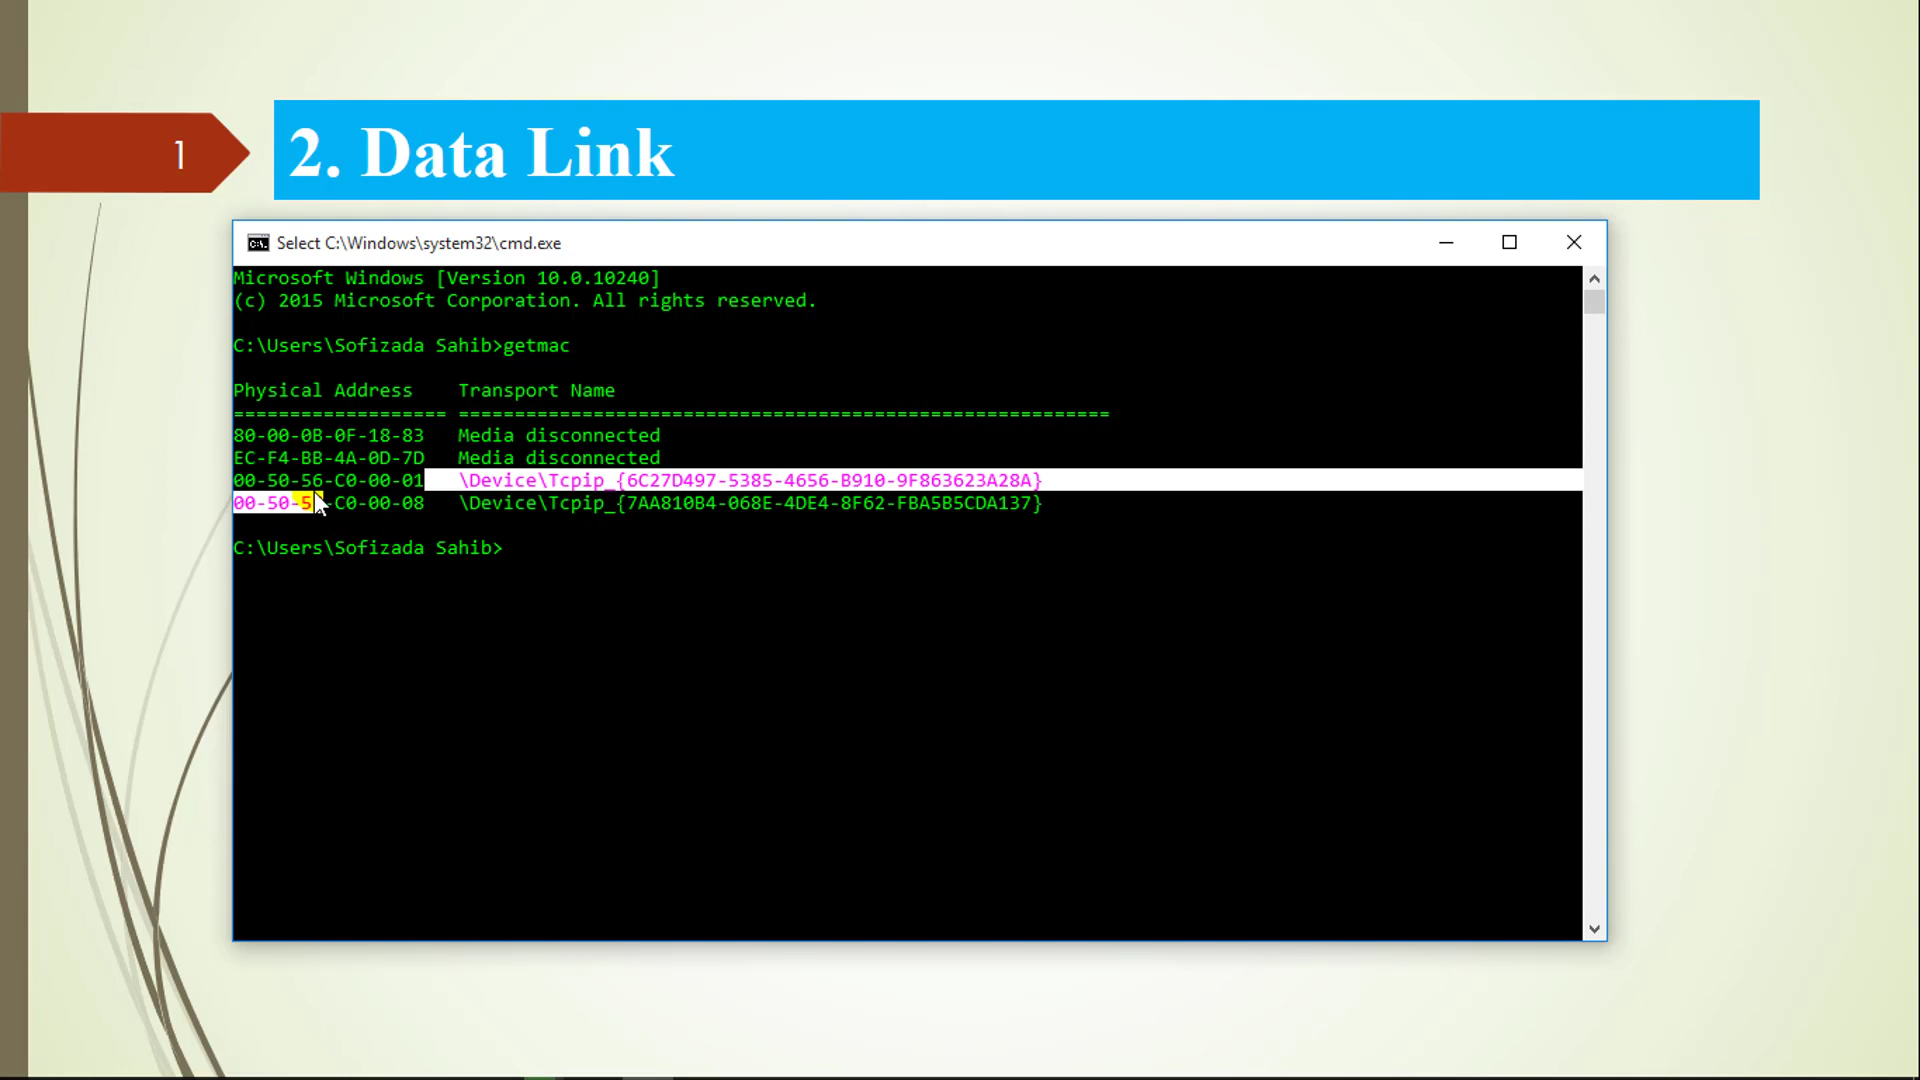 1
2. Data Link
Select C:\Windows\system32\cmd.exe
Microsoft Windows [Version 10.0.10240]
(c) 2015 Microsoft Corporation. All rights reserved.
C:\Users\Sofizada Sahib>getmac
Physical Address    Transport Name
=================== ==========================================================
80-00-0B-0F-18-83   Media disconnected
EC-F4-BB-4A-0D-7D   Media disconnected
00-50-56-C0-00-01   \Device\Tcpip_{6C27D497-5385-4656-B910-9F863623A28A}
00-50-5 -C0-00-08   \Device\Tcpip_{7AA810B4-068E-4DE4-8F62-FBA5B5CDA137}
C:\Users\Sofizada Sahib>